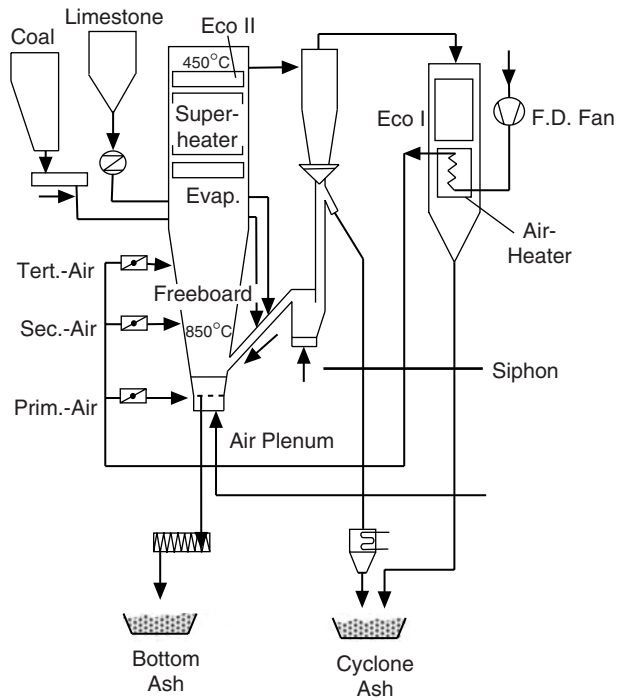 Limestone
Coal
Eco II
450°C
Super-
heater
Evap.
Eco I
F.D. Fan
Air-
Heater
Tert.-Air
Freeboard
Sec.-Air
850°C
Siphon
Prim.-Air
Air Plenum
Bottom
Ash
Cyclone
Ash